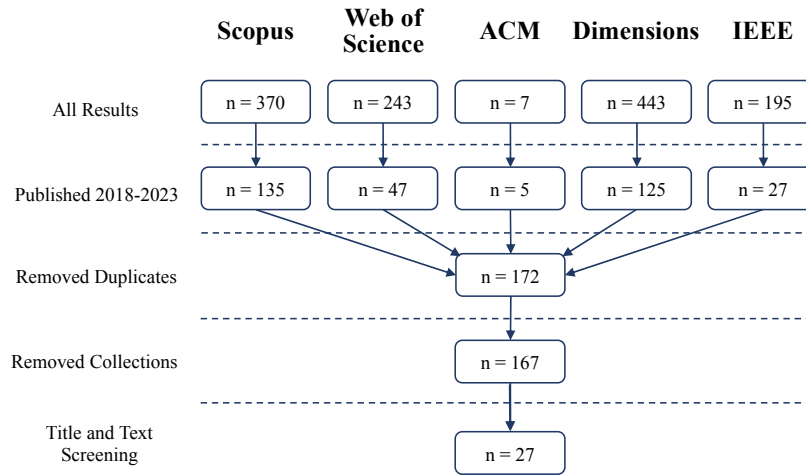 Scopus
Web of
Science
ACM
Dimensions
IEEE
All Results
n = 370
n = 243
n = 7
n = 443
n = 195
Published 2018-2023
n = 135
n = 47
n = 5
n = 125
n = 27
Removed Duplicates
n = 172
Removed Collections
n = 167
Title and Text
Screening
n = 27